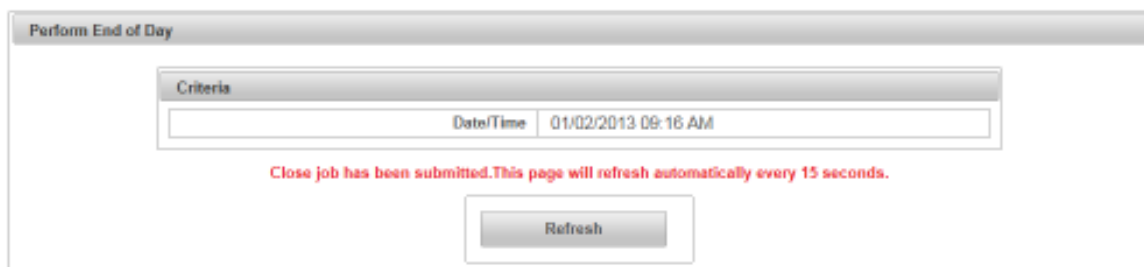 Perform End of Day
Criteria
Date/Time 01/02/2013 09:16 AM
Close job has been submitted.This page will refresh automatically every 15 seconds.
Refresh